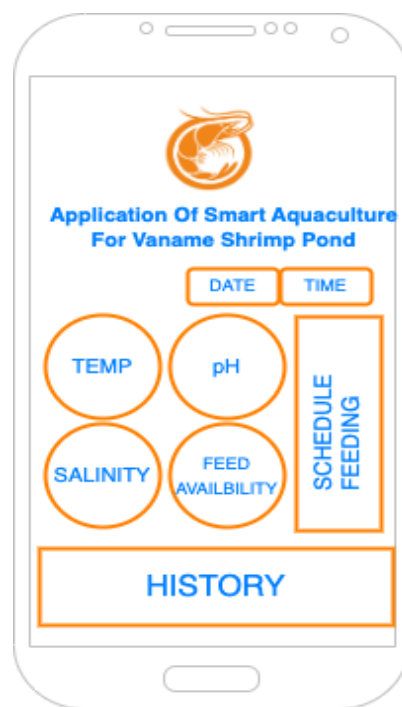 Application Of Smart Aquaculture
For Vaname Shrimp Pond
DATE
TIME
TEMP
pH
SCHEDULE
FEEDING
SALINITY
FEED
AVAILBILITY
HISTORY